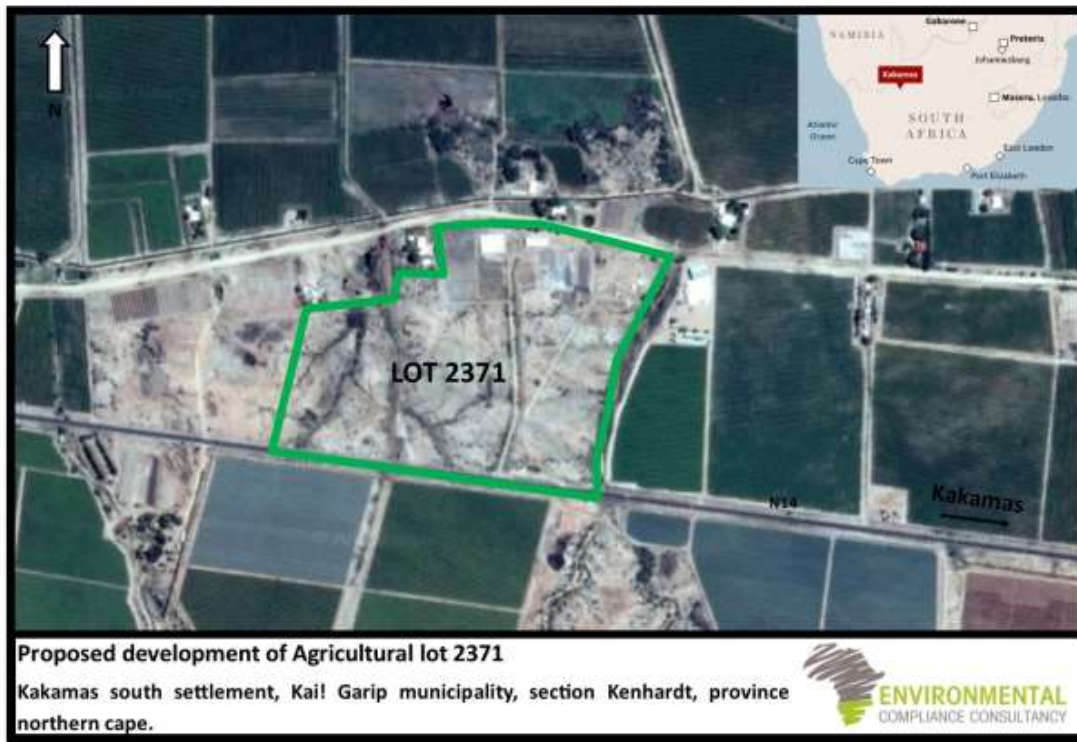 N
NAMIBIA
Gaborone
Pretoria
Johannesburg
Kakamas
Maseru, Lesotho
SOUTH
AFRICA
Atlantic
Ocean
Cape Town
East London
Port Elizabeth
LOT 2371
N14
Kakamas
Proposed development of Agricultural lot 2371
Kakamas south settlement, Kai! Garip municipality, section Kenhardt, province
northern cape.
ENVIRONMENTAL
COMPLIANCE CONSULTANCY